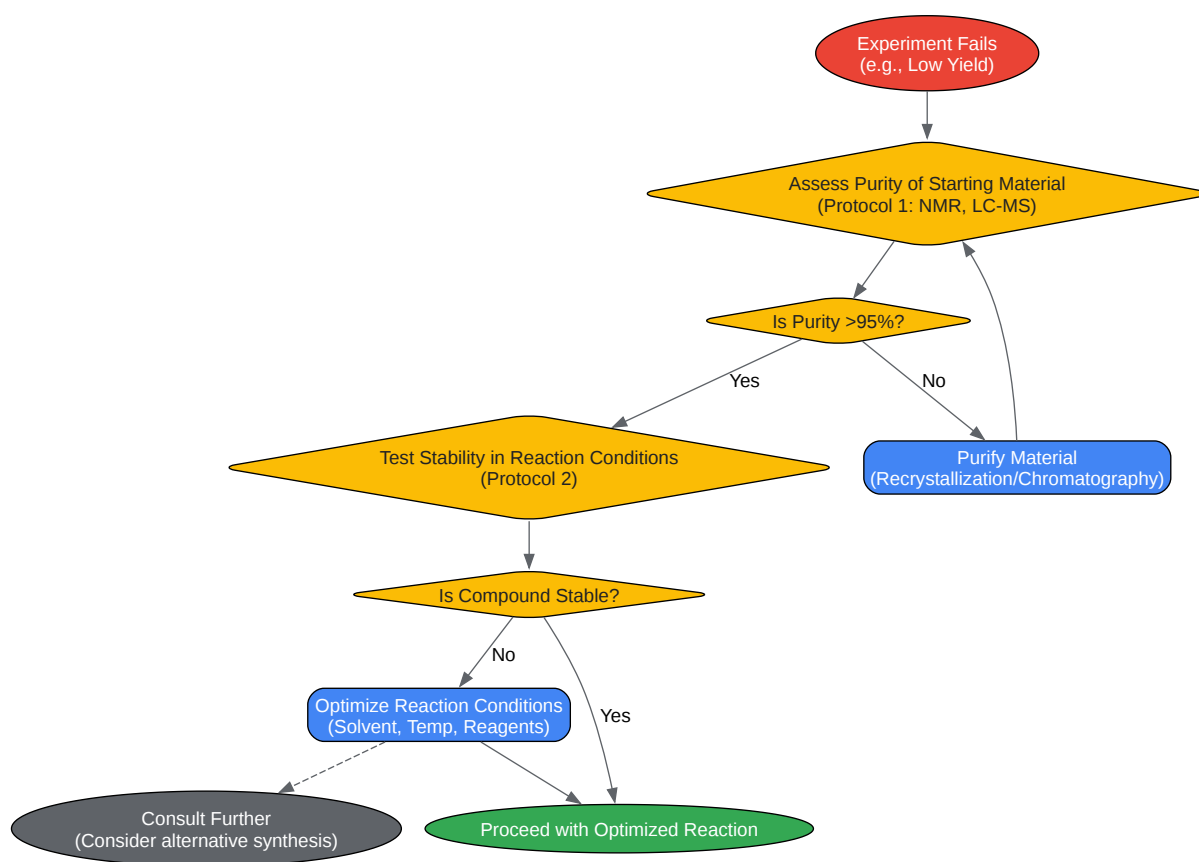 Experiment Fails
(e.g., Low Yield)
Assess Purity of Starting Material
(Protocol 1: NMR, LC-MS)
Is Purity >95%?
Yes
No
Test Stability in Reaction Conditions
(Protocol 2)
Purify Material
(Recrystallization/Chromatography)
Is Compound Stable?
No
Yes
Optimize Reaction Conditions
(Solvent, Temp, Reagents)
Consult Further
(Consider alternative synthesis)
Proceed with Optimized Reaction